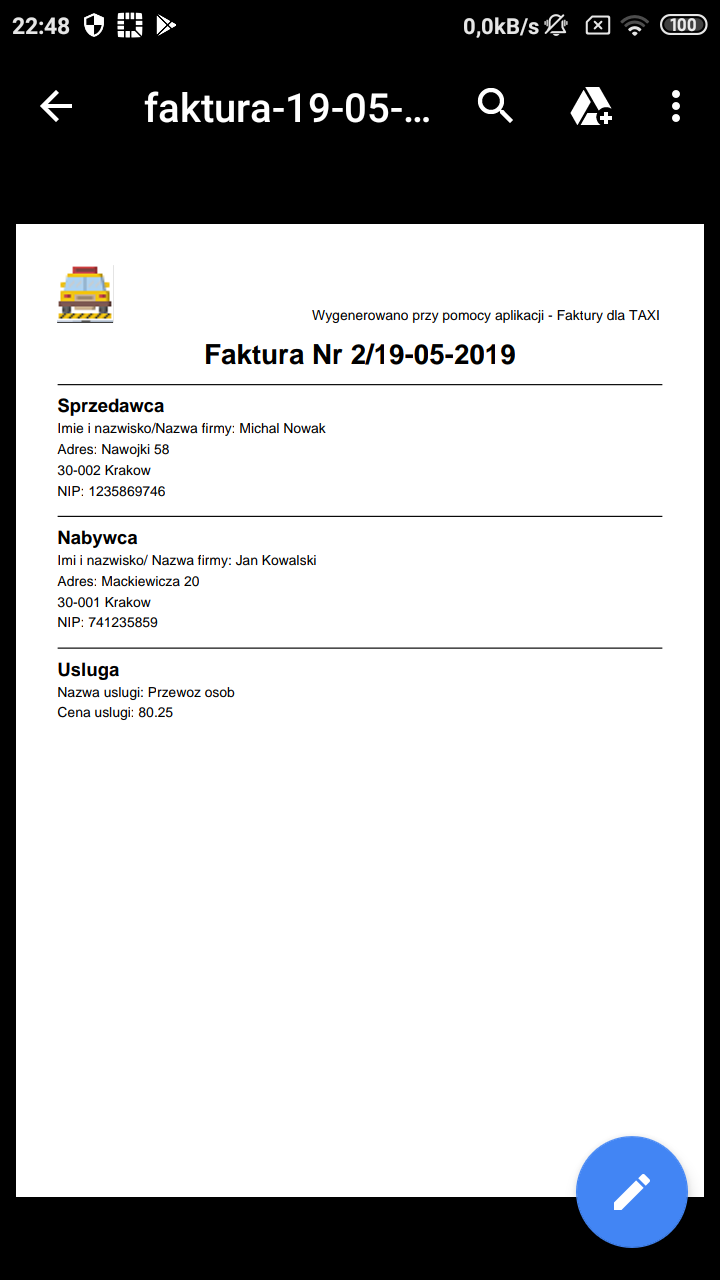 22:48 0,0kB/s 100
faktura-19-05-...
Wygenerowano przy pomocy aplikacji - Faktury dla TAXI
Faktura Nr 2/19-05-2019
Sprzedawca
Imie i nazwisko/Nazwa firmy: Michal Nowak
Adres: Nawojki 58
30-002 Krakow
NIP: 1235869746
Nabywca
Imi i nazwisko/ Nazwa firmy: Jan Kowalski
Adres: Mackiewicza 20
30-001 Krakow
NIP: 741235859
Usluga
Nazwa uslugi: Przewoz osob
Cena uslugi: 80.25